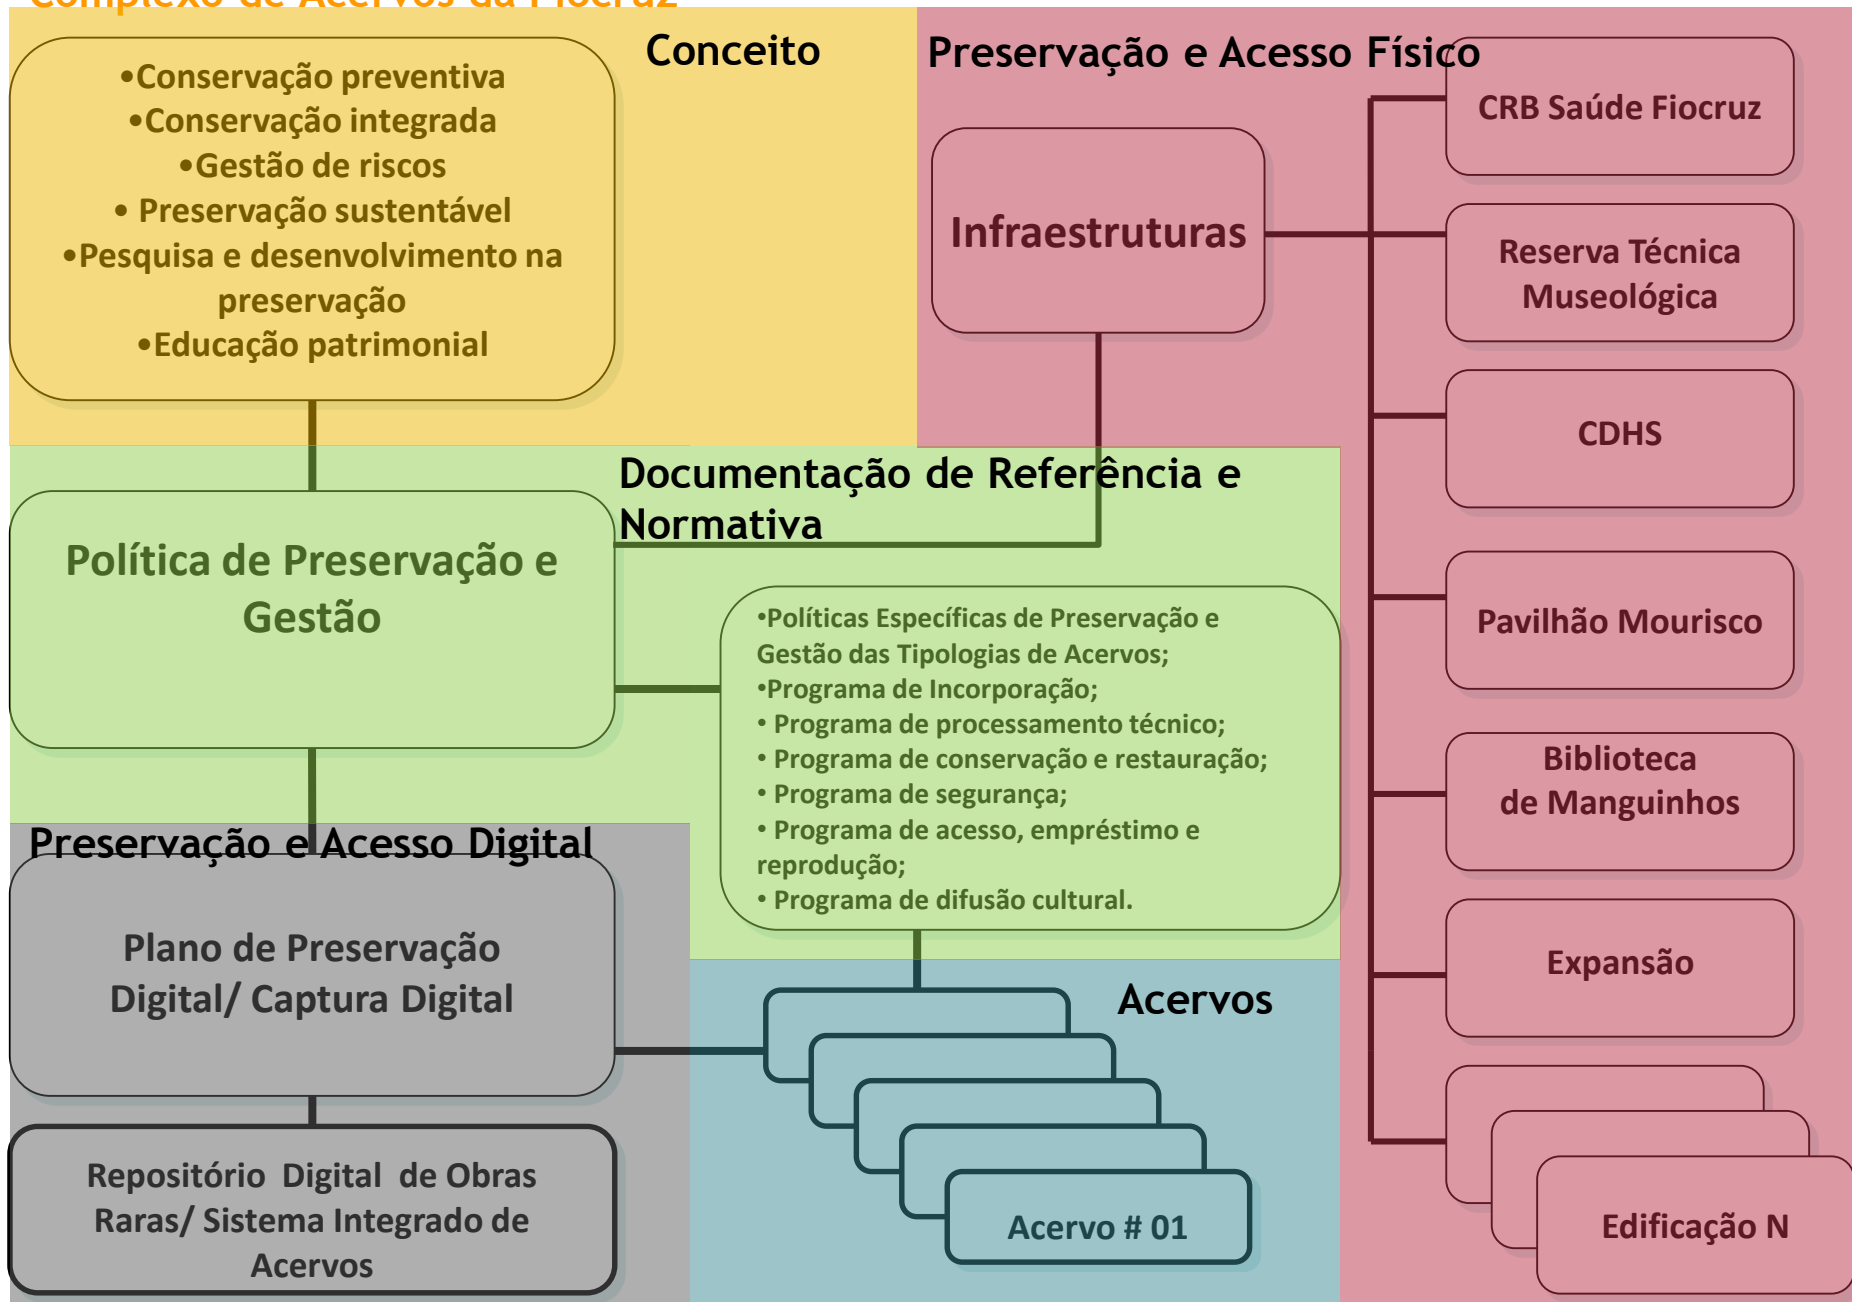 Complexo de Acervos da Fiocruz
Conceito
•Conservação preventiva
•Conservação integrada
•Gestão de riscos
• Preservação sustentável
•Pesquisa e desenvolvimento na
preservação
•Educação patrimonial
Preservação e Acesso Físico
Infraestruturas
CRB Saúde Fiocruz
Reserva Técnica
Museológica
CDHS
Pavilhão Mourisco
Biblioteca
de Manguinhos
Expansão
Edificação N
Documentação de Referência e
Normativa
Política de Preservação e
Gestão
•Políticas Específicas de Preservação e
Gestão das Tipologias de Acervos;
•Programa de Incorporação;
• Programa de processamento técnico;
• Programa de conservação e restauração;
• Programa de segurança;
• Programa de acesso, empréstimo e
reprodução;
• Programa de difusão cultural.
Preservação e Acesso Digital
Plano de Preservação
Digital/ Captura Digital
Repositório Digital de Obras
Raras/ Sistema Integrado de
Acervos
Acervos
Acervo # 01